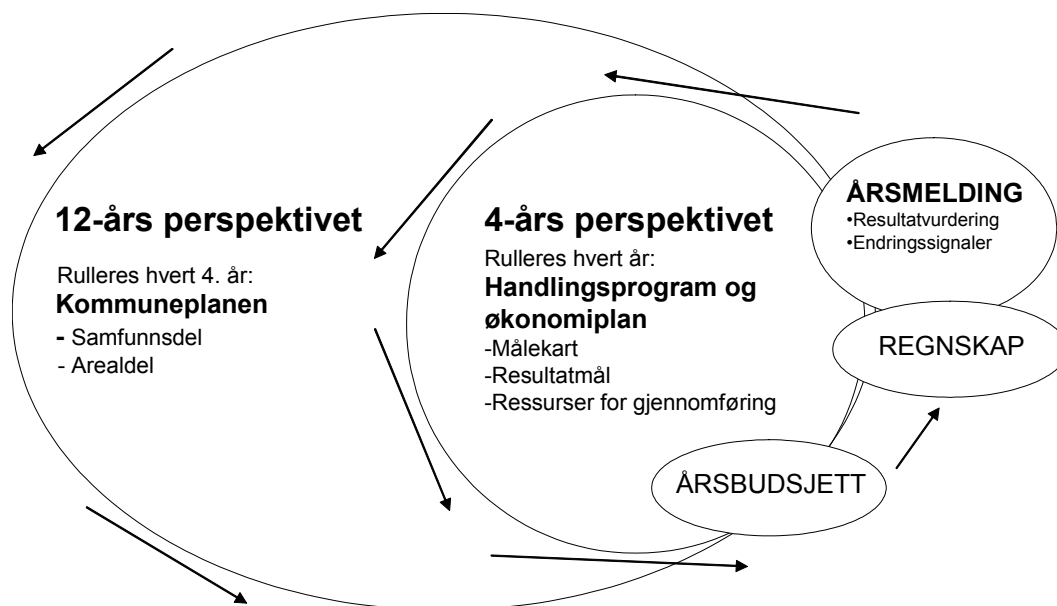 12-års perspektivet
Rulleres hvert 4. år:
Kommuneplanen
- Samfunnsdel
- Arealdel
4-års perspektivet
Rulleres hvert år:
Handlingsprogram og
økonomiplan
-Målekart
-Resultatmål
-Ressurser for gjennomføring
ÅRSMELDING
•Resultatvurdering
•Endringssignaler
REGNSKAP
ÅRSBUDSJETT